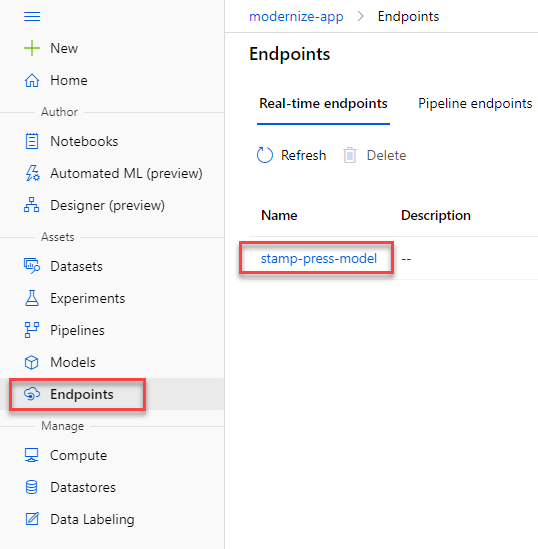 New
Home
Author
Notebooks
Automated ML (preview)
Designer (preview)
Assets
Datasets
Experiments
Pipelines
Models
Endpoints
Manage
Compute
Datastores
Data Labeling
modernize-app > Endpoints
Endpoints
Real-time endpoints Pipeline endpoints
Refresh Delete
Name Description
stamp-press-model --